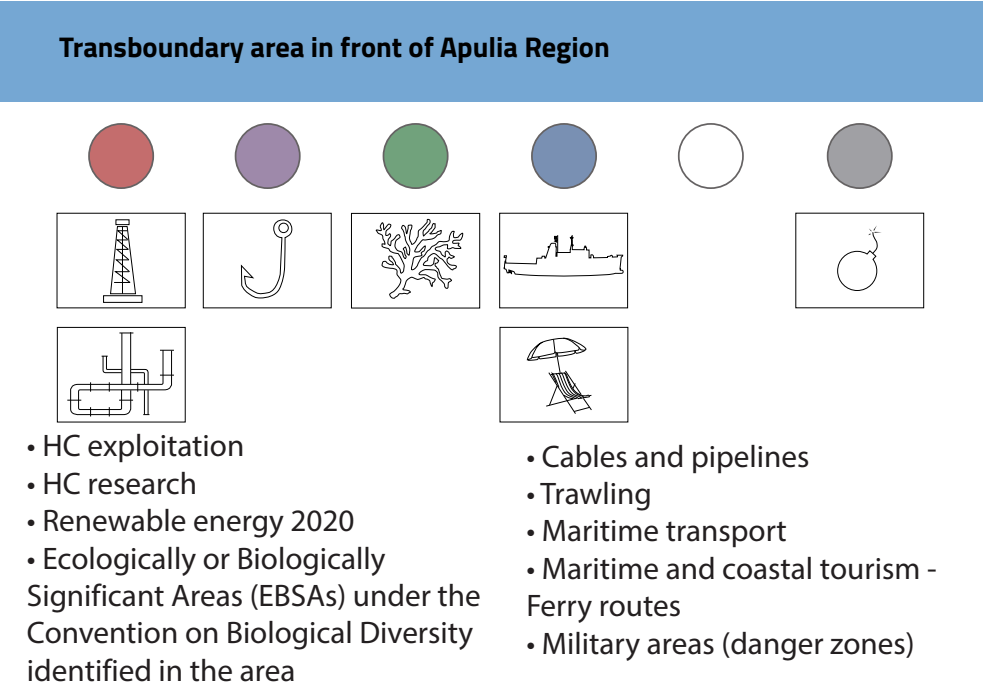 Transboundary area in front of Apulia Region
• HC exploitation
• HC research
• Renewable energy 2020
• Ecologically or Biologically
Significant Areas (EBSAs) under the
Convention on Biological Diversity
identified in the area
• Cables and pipelines
• Trawling
• Maritime transport
• Maritime and coastal tourism -
Ferry routes
• Military areas (danger zones)